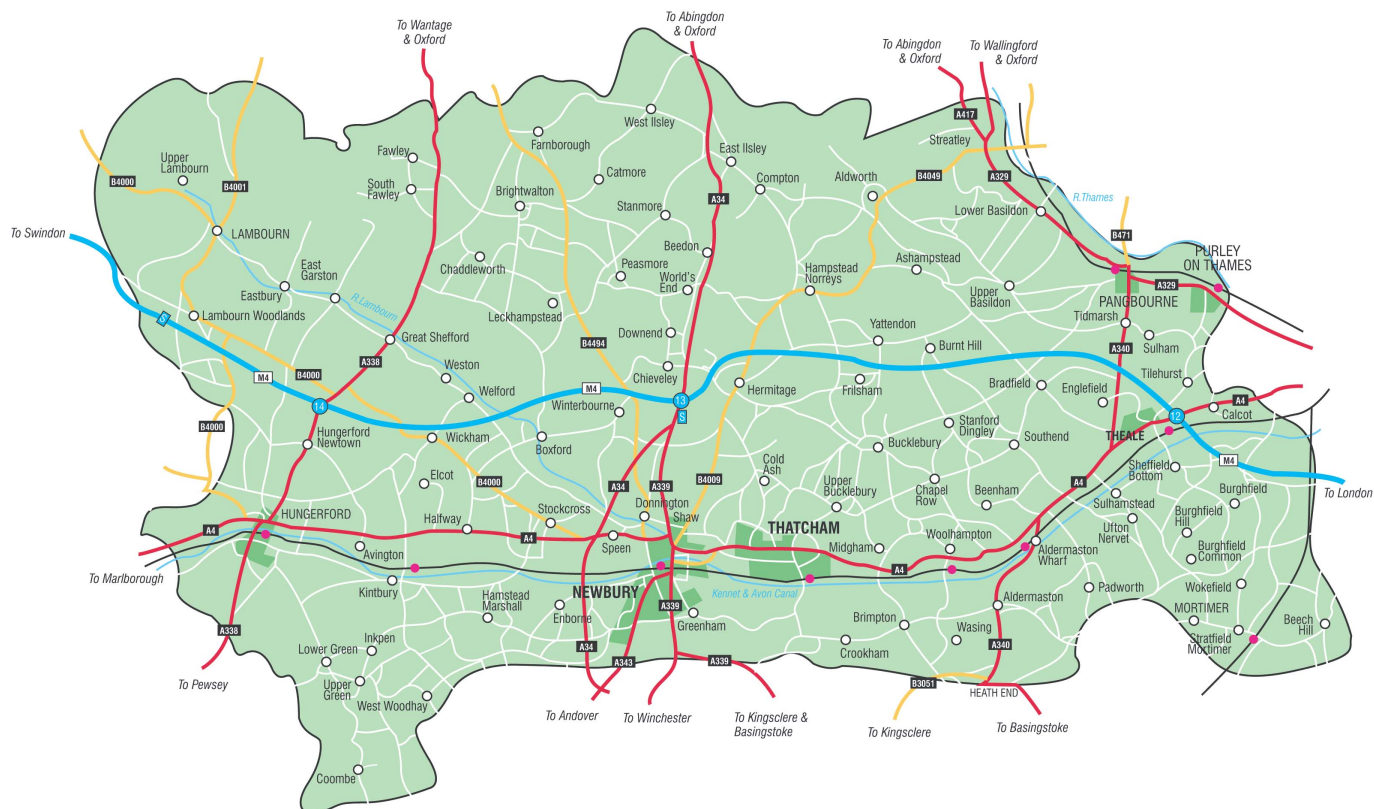 To Wantage
& Oxford
To Abingdon
& Oxford
To Abingdon
& Oxford
To Wallingford
& Oxford
A417
West Ilsley
Farnborough
Streatley
Fawley
East Ilsley
Upper
Lambourn
B4000
B4001
South
Fawley
Catmore
Compton
Aldworth
B4049
A329
Brightwalton
A34
R.Thames
Stanmore
Lower Basildon
To Swindon
LAMBOURN
B471
Beedon
PURLEY
ON THAMES
Chaddleworth
East
Garston
Peasmore
World's
End
Hampstead
Norreys
Ashampstead
Upper
Basildon
A329
Eastbury
R.Lambourn
Leckhampstead
PANGBOURNE
S
Lambourn Woodlands
Tidmarsh
Great Shefford
B4494
Downend
Yattendon
Burnt Hill
A340
Sulham
A338
Chieveley
M4
B4000
Weston
Welford
M4
Hermitage
Frilsham
Bradfield
Englefield
Tilehurst
14
Winterbourne
13
S
12
A4
Calcot
B4000
Hungerford
Newtown
Wickham
Boxford
Bucklebury
Stanford
Dingley
Southend
THEALE
M4
Elcot
B4000
A34
A339
B4009
Cold
Ash
Upper
Bucklebury
Chapel
Row
Beenham
A4
Sheffield
Bottom
To London
Sulhamstead
Burghfield
HUNGERFORD
Halfway
Stockcross
Donnington
Shaw
THATCHAM
Ufton
Nervet
Burghfield
Hill
A4
A4
Speen
Midgham
Woolhampton
Aldermaston
Wharf
Burghfield
Common
Avington
A4
To Marlborough
Kintbury
NEWBURY
Kennet & Avon Canal
Padworth
Wokefield
Hamstead
Marshall
Enborne
A339
Greenham
Aldermaston
MORTIMER
Brimpton
Wasing
Stratfield
Mortimer
Beech
Hill
A338
Inkpen
Crookham
A340
Lower Green
A34
A343
A339
To Pewsey
Upper
Green
West Woodhay
B3051
HEATH END
To Andover
To Winchester
To Kingsclere &
Basingstoke
To Kingsclere
To Basingstoke
Coombe